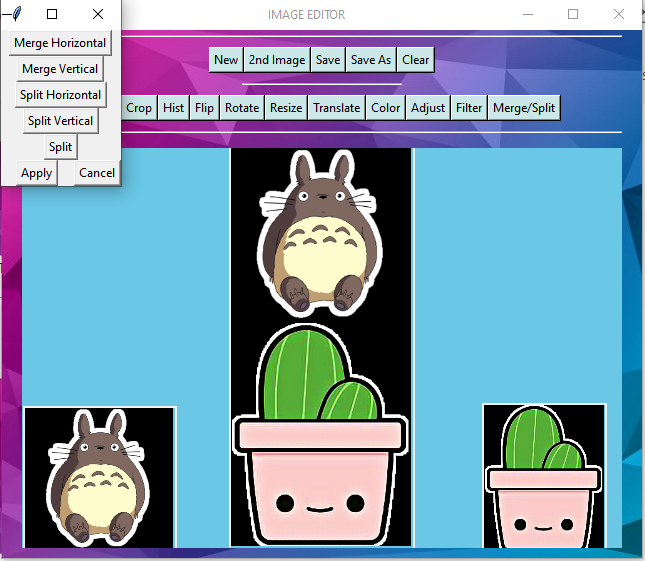 IMAGE EDITOR
Merge Horizontal
Merge Vertical
Split Horizontal
Split Vertical
Split
Apply Cancel
New 2nd Image Save Save As Clear
Crop Hist Flip Rotate Resize Translate Color Adjust Filter Merge/Split